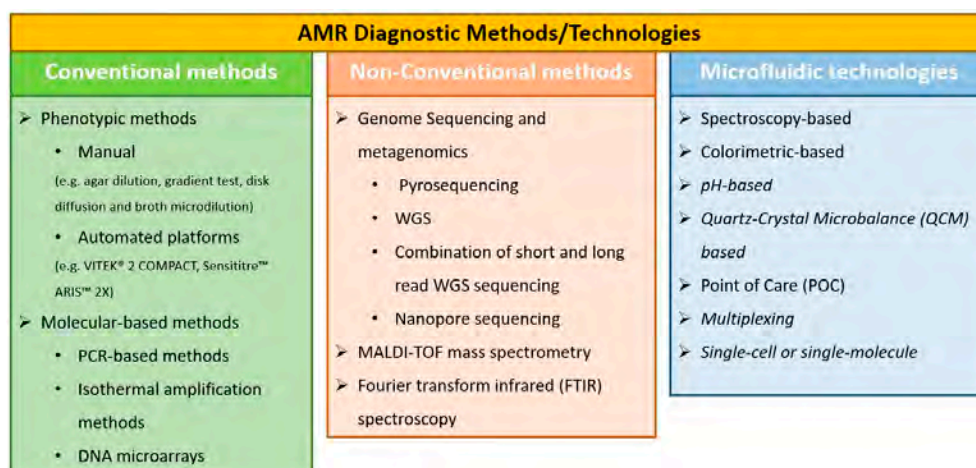 AMR Diagnostic Methods/Technologies
Conventional methods
➢ Phenotypic methods
• Manual
(e.g. agar dilution, gradient test, disk
diffusion and broth microdilution)
• Automated platforms
(e.g. VITEK® 2 COMPACT, Sensititre™
ARIS™ 2X)
➢ Molecular-based methods
• PCR-based methods
• Isothermal amplification
methods
• DNA microarrays
Non-Conventional methods
➢ Genome Sequencing and
metagenomics
• Pyrosequencing
• WGS
• Combination of short and long
read WGS sequencing
• Nanopore sequencing
➢ MALDI-TOF mass spectrometry
➢ Fourier transform infrared (FTIR)
spectroscopy
Microfluidic technologies
➢ Spectroscopy-based
➢ Colorimetric-based
➢ pH-based
➢ Quartz-Crystal Microbalance (QCM)
based
➢ Point of Care (POC)
➢ Multiplexing
➢ Single-cell or single-molecule